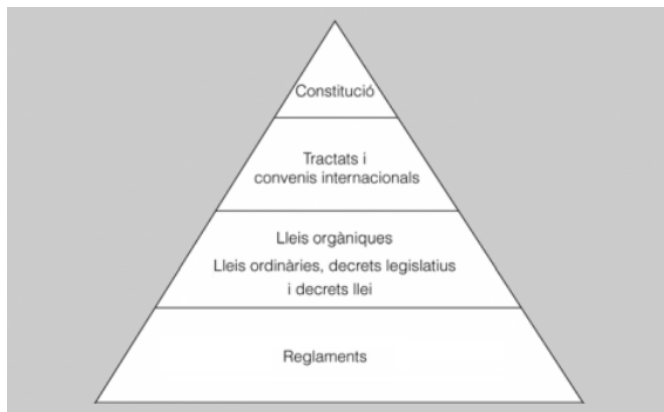 Constitució
Tractats i
convenis internacionals
Lleis orgàniques
Lleis ordinàries, decrets legislatius
i decrets llei
Reglaments